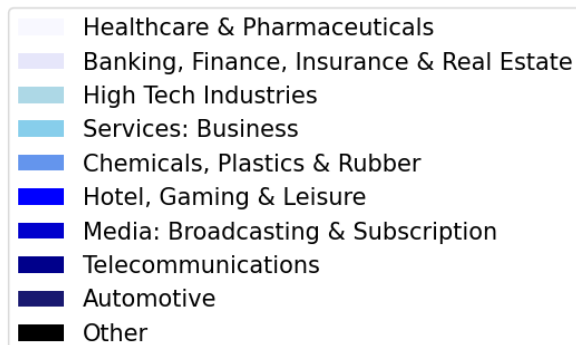 Healthcare & Pharmaceuticals
Banking, Finance, Insurance & Real Estate
High Tech Industries
Services: Business
Chemicals, Plastics & Rubber
Hotel, Gaming & Leisure
Media: Broadcasting & Subscription
Telecommunications
Automotive
Other